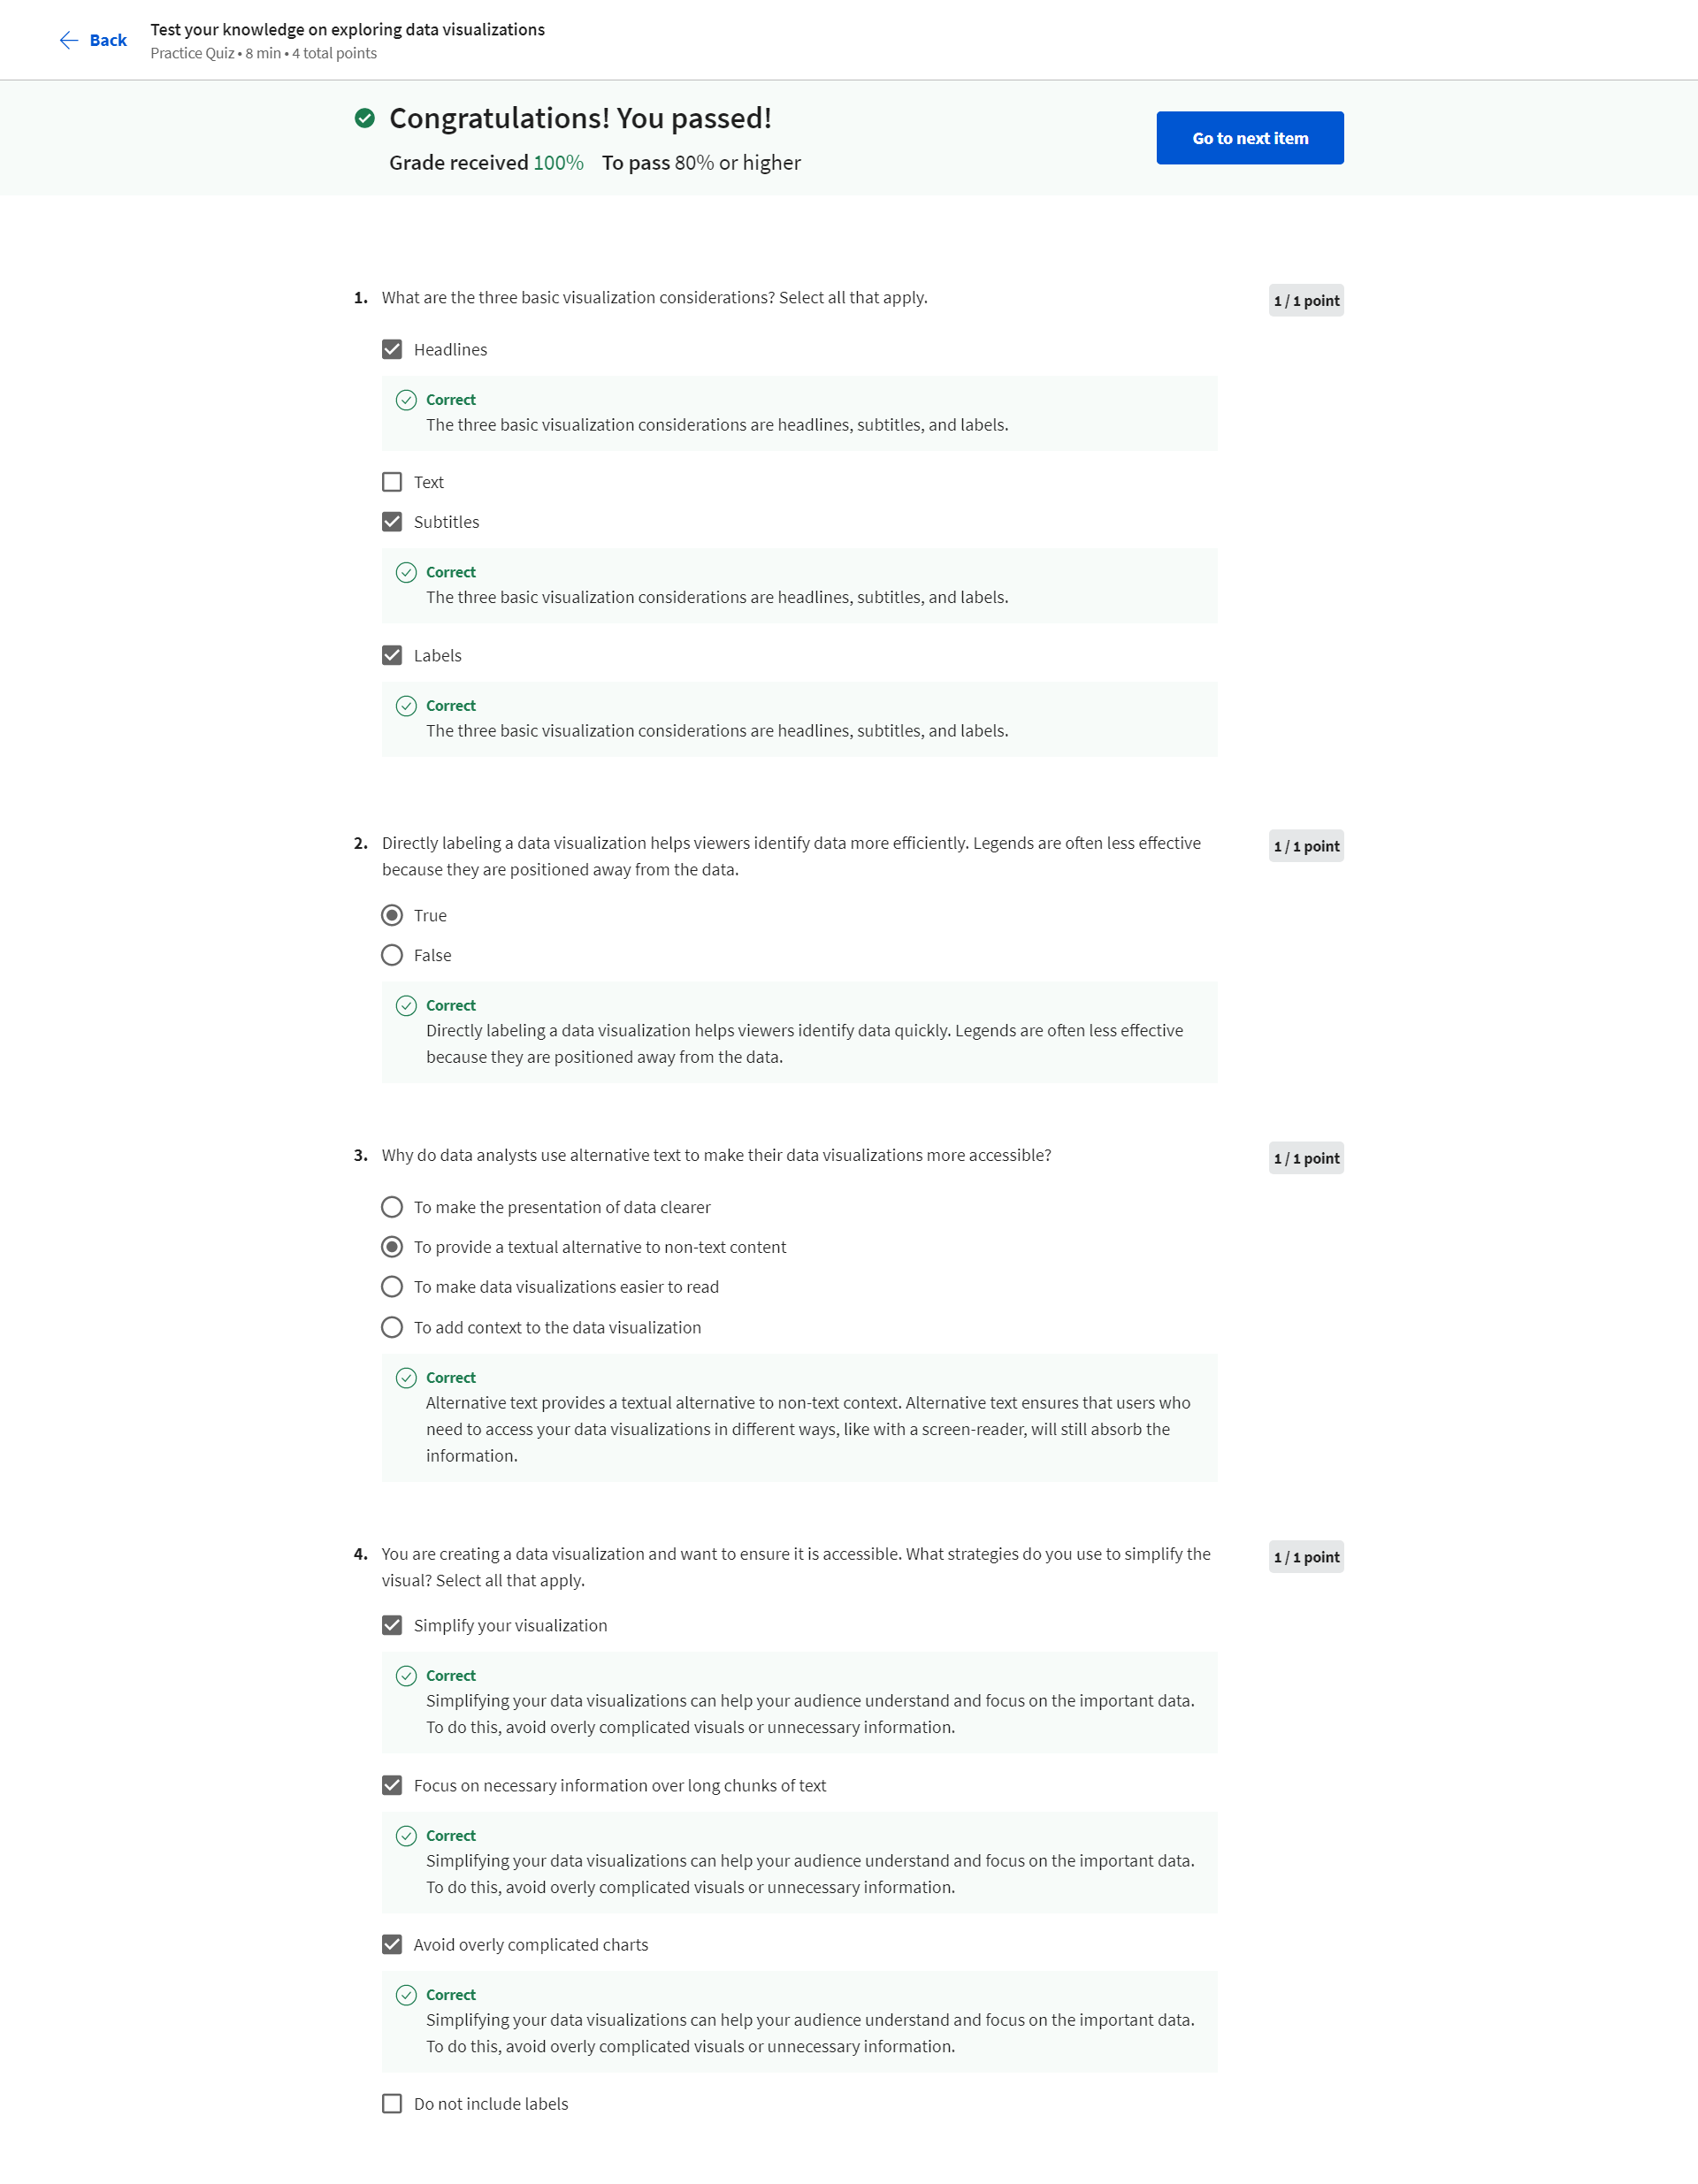 Back
Test your knowledge on exploring data visualizations
Practice Quiz • 8 min • 4 total points
Congratulations! You passed!
Grade received 100% To pass 80% or higher
Go to next item
1. What are the three basic visualization considerations? Select all that apply.
1 / 1 point
Headlines
Correct
The three basic visualization considerations are headlines, subtitles, and labels.
Text
Subtitles
Correct
The three basic visualization considerations are headlines, subtitles, and labels.
Labels
Correct
The three basic visualization considerations are headlines, subtitles, and labels.
2. Directly labeling a data visualization helps viewers identify data more efficiently. Legends are often less effective
because they are positioned away from the data.
1 / 1 point
True
False
Correct
Directly labeling a data visualization helps viewers identify data quickly. Legends are often less effective
because they are positioned away from the data.
3. Why do data analysts use alternative text to make their data visualizations more accessible?
1 / 1 point
To make the presentation of data clearer
To provide a textual alternative to non-text content
To make data visualizations easier to read
To add context to the data visualization
Correct
Alternative text provides a textual alternative to non-text context. Alternative text ensures that users who
need to access your data visualizations in different ways, like with a screen-reader, will still absorb the
information.
4. You are creating a data visualization and want to ensure it is accessible. What strategies do you use to simplify the
visual? Select all that apply.
1 / 1 point
Simplify your visualization
Correct
Simplifying your data visualizations can help your audience understand and focus on the important data.
To do this, avoid overly complicated visuals or unnecessary information.
Focus on necessary information over long chunks of text
Correct
Simplifying your data visualizations can help your audience understand and focus on the important data.
To do this, avoid overly complicated visuals or unnecessary information.
Avoid overly complicated charts
Correct
Simplifying your data visualizations can help your audience understand and focus on the important data.
To do this, avoid overly complicated visuals or unnecessary information.
Do not include labels